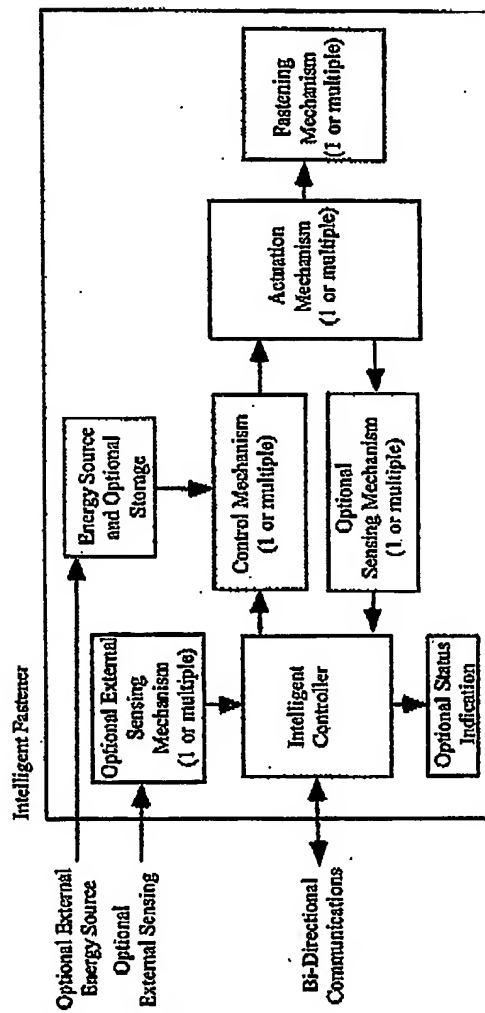 Intelligent Fastener
Optional External
Energy Source
Optional
External Sensing
Bi-Directional
Communications
Energy Source
and Optional
Storage
Optional External
Sensing
Mechanism
(1 or multiple)
Control Mechanism
(1 or multiple)
Intelligent
Controller
Optional
Sensing Mechanism
(1 or multiple)
Optional Status
Indication
Actuation
Mechanism
(1 or multiple)
Fastening
Mechanism
(1 or multiple)